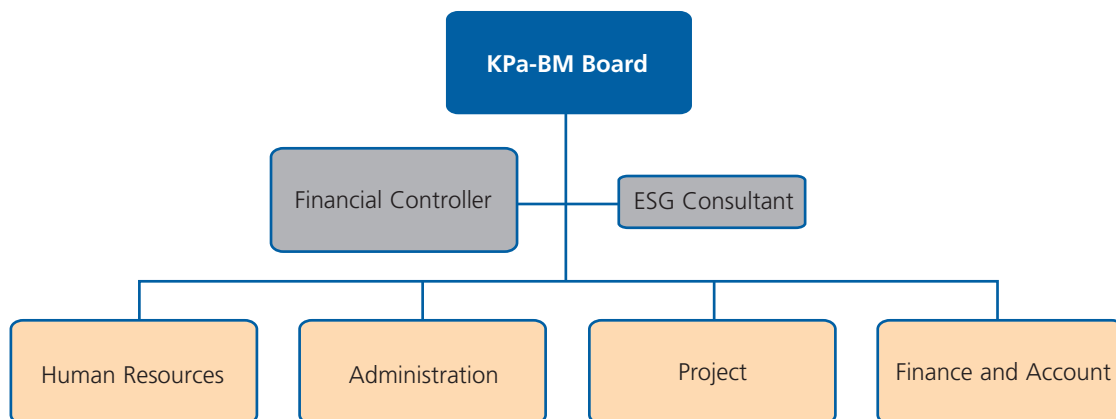 KPa-BM Board
Financial Controller
ESG Consultant
Human Resources
Administration
Project
Finance and Account